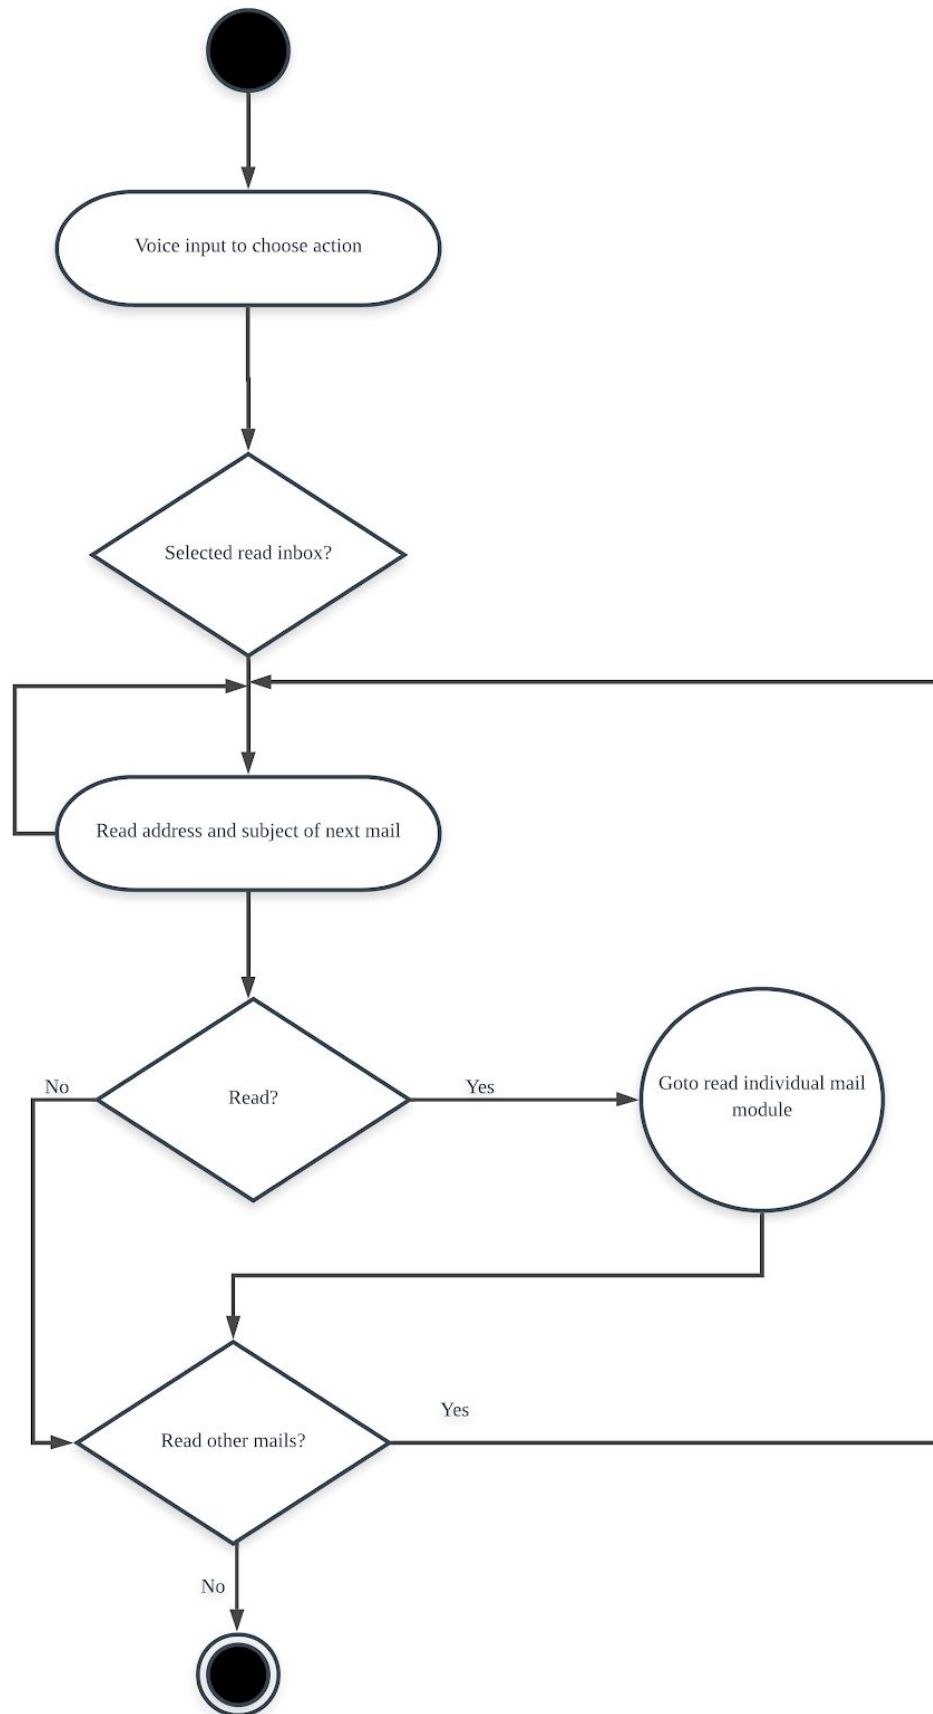 Voice input to choose action
Selected read inbox?
Read address and subject of next mail
No
Read?
Yes
Goto read individual mail
module
Yes
Read other mails?
No